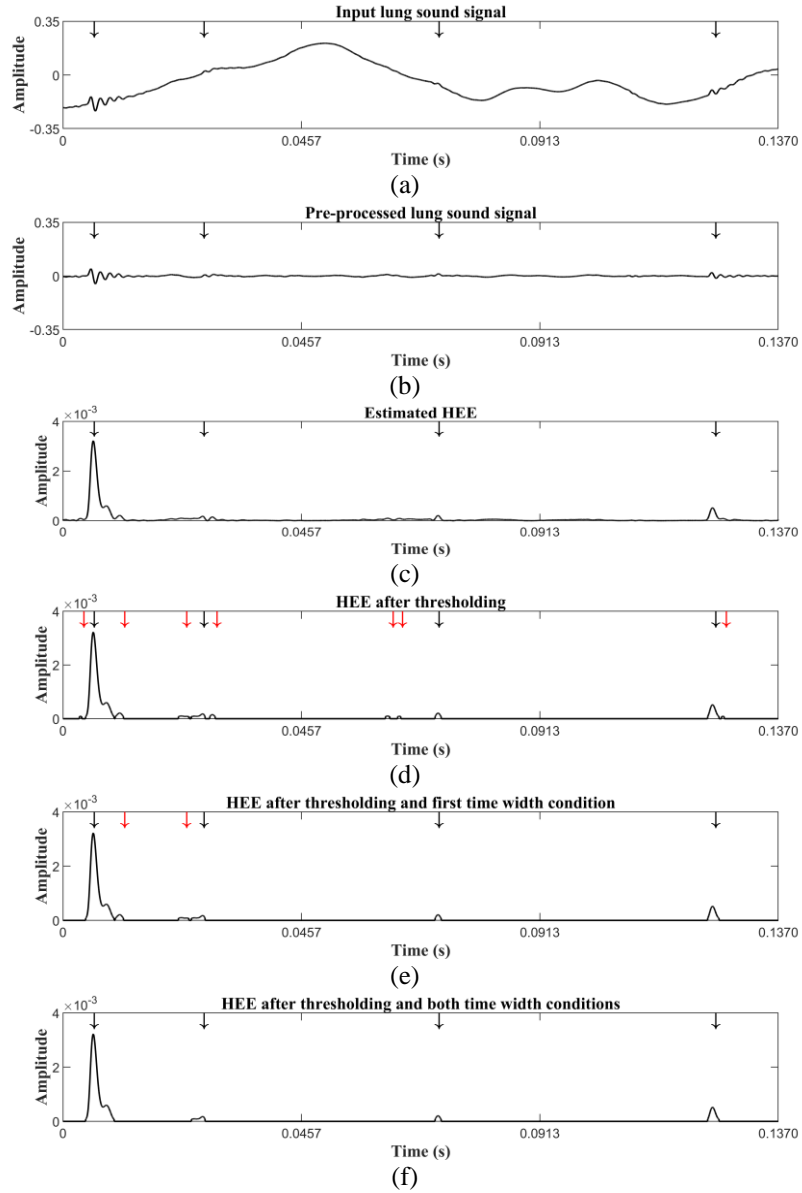 Input lung sound signal
0.35
0
-0.35
Amplitude
0 0.0457 0.0913 0.1370
Time (s)
(a)
Pre-processed lung sound signal
0.35
0
-0.35
Amplitude
0 0.0457 0.0913 0.1370
Time (s)
(b)
Estimated HEE
×10-3
4
2
0
Amplitude
0 0.0457 0.0913 0.1370
Time (s)
(c)
HEE after thresholding
×10-3
4
2
0
Amplitude
0 0.0457 0.0913 0.1370
Time (s)
(d)
HEE after thresholding and first time width condition
×10-3
4
2
0
Amplitude
0 0.0457 0.0913 0.1370
Time (s)
(e)
HEE after thresholding and both time width conditions
×10-3
4
2
0
Amplitude
0 0.0457 0.0913 0.1370
Time (s)
(f)